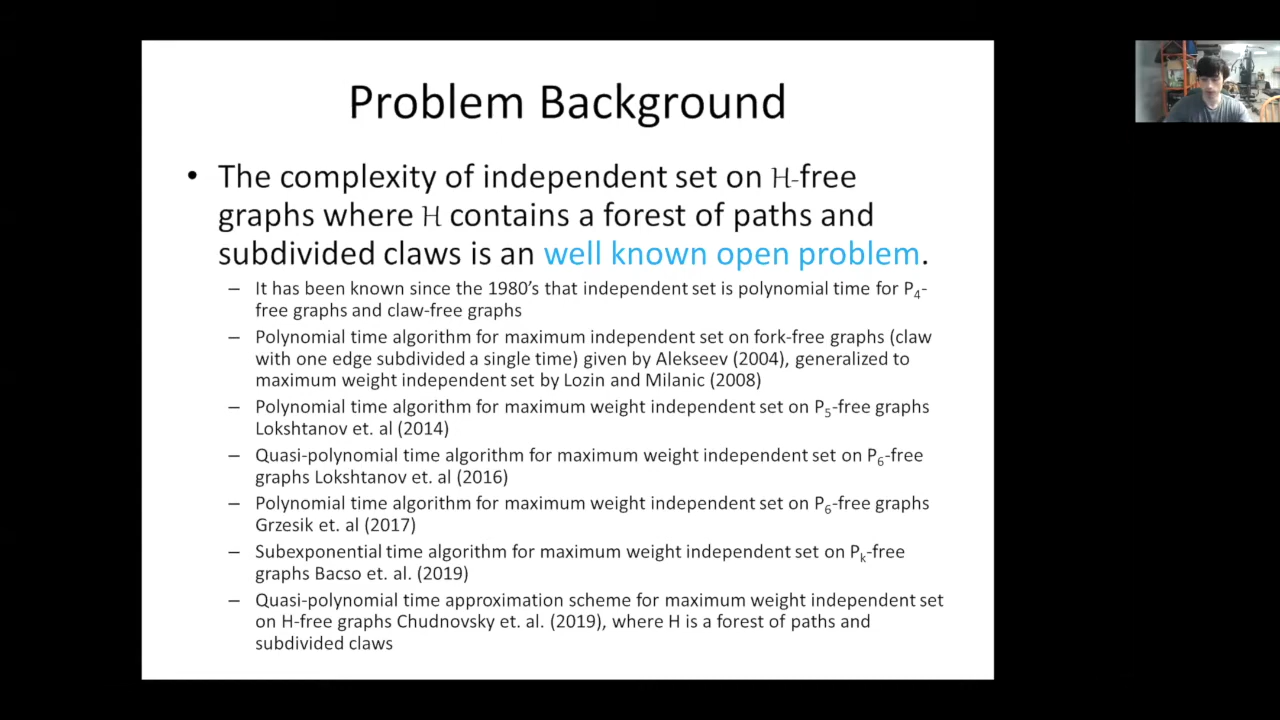 Problem Background
• The complexity of independent set on H-free
graphs where H contains a forest of paths and
subdivided claws is an well known open problem.
– It has been known since the 1980's that independent set is polynomial time for P4-
free graphs and claw-free graphs
– Polynomial time algorithm for maximum independent set on fork-free graphs (claw
with one edge subdivided a single time) given by Alekseev (2004), generalized to
maximum weight independent set by Lozin and Milanic (2008)
– Polynomial time algorithm for maximum weight independent set on P5-free graphs
Lokshtanov et. al (2014)
– Quasi-polynomial time algorithm for maximum weight independent set on P6-free
graphs Lokshtanov et. al (2016)
– Polynomial time algorithm for maximum weight independent set on P6-free graphs
Grzesik et. al (2017)
– Subexponential time algorithm for maximum weight independent set on Pk-free
graphs Bacso et. al. (2019)
– Quasi-polynomial time approximation scheme for maximum weight independent set
on H-free graphs Chudnovsky et. al. (2019), where H is a forest of paths and
subdivided claws